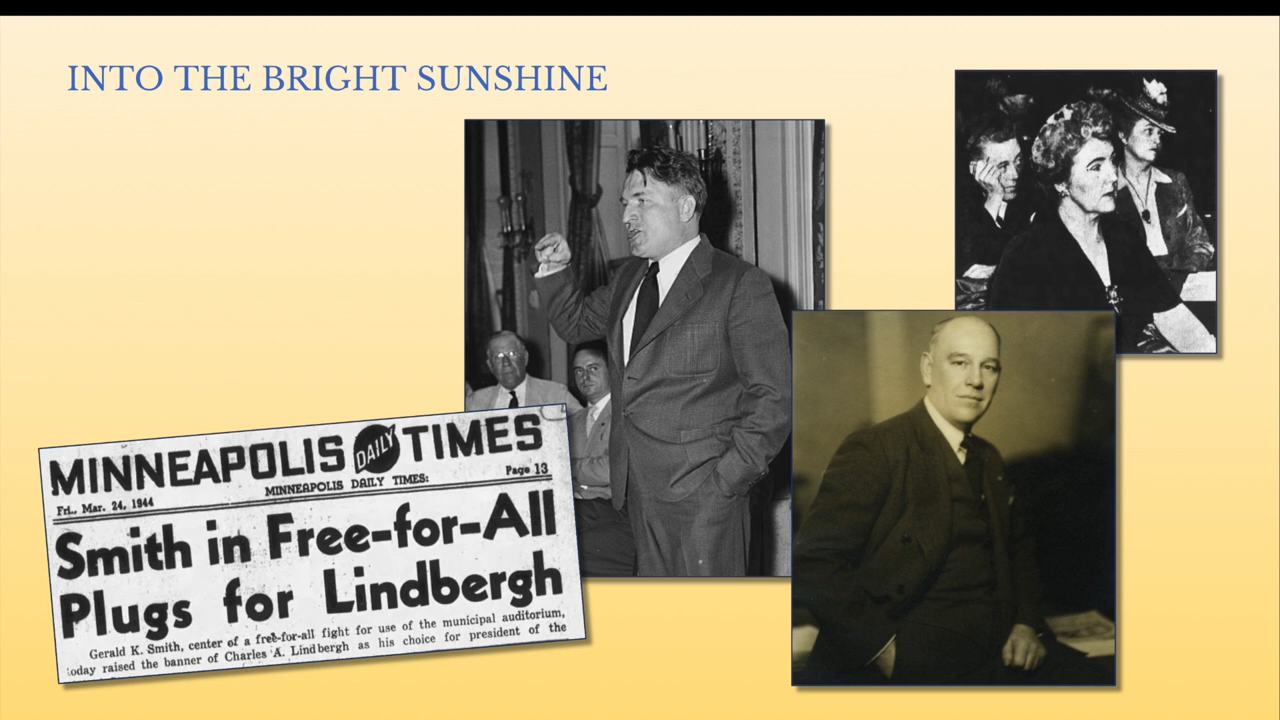 INTO THE BRIGHT SUNSHINE
MINNEAPOLIS DAILY TIMES
Fri., Mar. 24, 1944
MINNEAPOLIS DAILY TIMES:
Page 13
Smith in Free-for-All
Plugs for Lindbergh
Gerald K. Smith, center of a free-for-all fight for use of the municipal auditorium,
today raised the banner of Charles A. Lindbergh as his choice for president of the